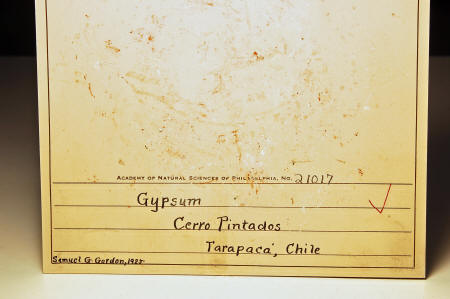 Academy of Natural Sciences of Philadelphia, No. 21017
Gypsum
Cerro Pintados
Tarapacá, Chile
Samuel G. Gordon, 1925